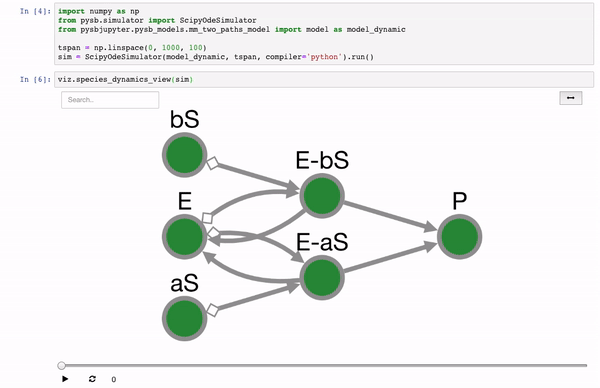 In [4]: import numpy as np
from pysb.simulator import ScipyOdeSimulator
from pysbjupyter.pysb_models.mm_two_paths_model import model as model_dynamic
tspan = np.linspace(0, 1000, 100)
sim = ScipyOdeSimulator(model_dynamic, tspan, compiler='python').run()
In [6]: viz.species_dynamics_view(sim)
Search..
bS
E-bS
E
P
E-aS
aS
0